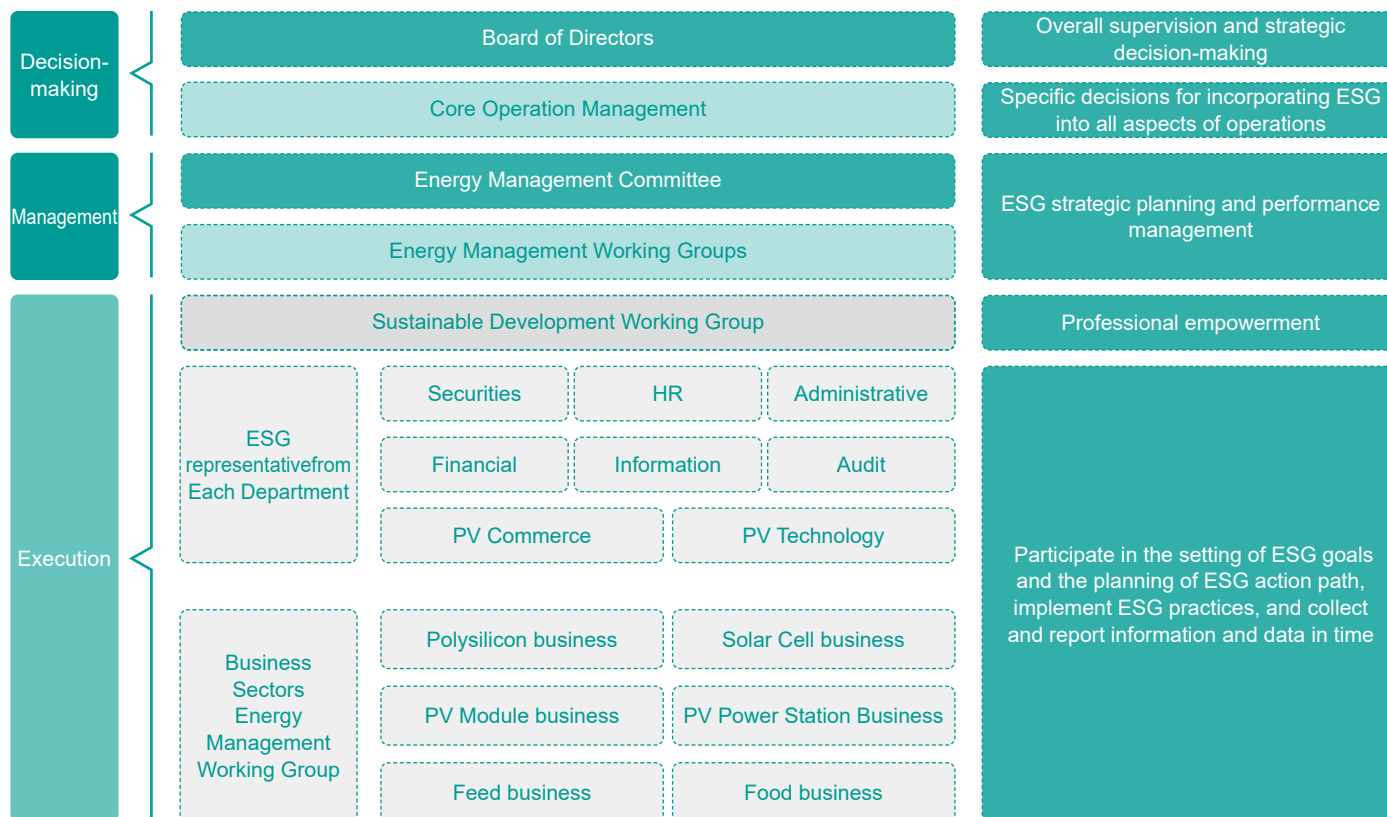 Decision-
making
Board of Directors
Overall supervision and strategic
decision-making
Core Operation Management
Specific decisions for incorporating ESG
into all aspects of operations
Management
Energy Management Committee
Energy Management Working Groups
ESG strategic planning and performance
management
Execution
Sustainable Development Working Group
Professional empowerment
ESG
representativefrom
Each Department
Securities
HR
Administrative
Financial
Information
Audit
PV Commerce
PV Technology
Business
Sectors
Energy
Management
Working Group
Polysilicon business
Solar Cell business
PV Module business
PV Power Station Business
Feed business
Food business
Participate in the setting of ESG goals
and the planning of ESG action path,
implement ESG practices, and collect
and report information and data in time